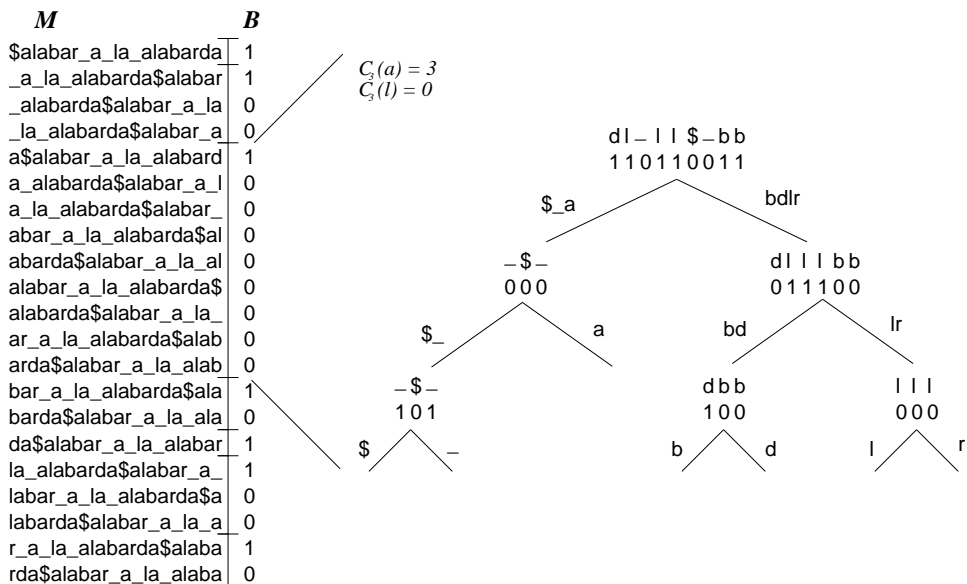 M B
$alabar_a_la_alabarda 1
_a_la_alabarda$alabar 1
_alabarda$alabar_a_la 0
_la_alabarda$alabar_a 0
a$alabar_a_la_alabard 1
a_alabarda$alabar_a_l 0
a_la_alabarda$alabar_ 0
abar_a_la_alabarda$al 0
abarda$alabar_a_la_al 0
alabar_a_la_alabarda$ 0
alabarda$alabar_a_la_ 0
ar_a_la_alabarda$alab 0
arda$alabar_a_la_alab 0
bar_a_la_alabarda$ala 1
barda$alabar_a_la_ala 0
da$alabar_a_la_alabar 1
la_alabarda$alabar_a_ 1
labar_a_la_alabarda$a 0
labarda$alabar_a_la_a 0
r_a_la_alabarda$alaba 1
rda$alabar_a_la_alaba 0
C₃(a) = 3
C₃(l) = 0
d l _ l l $ _ b b
1 1 0 1 1 0 0 1 1
$_a bdlr
_ $ _ d l l l b b
0 0 0 0 1 1 1 0 0
$_ a bd lr
_ $ _ d b b l l l
1 0 1 1 0 0 0 0 0
$ _ b d l r